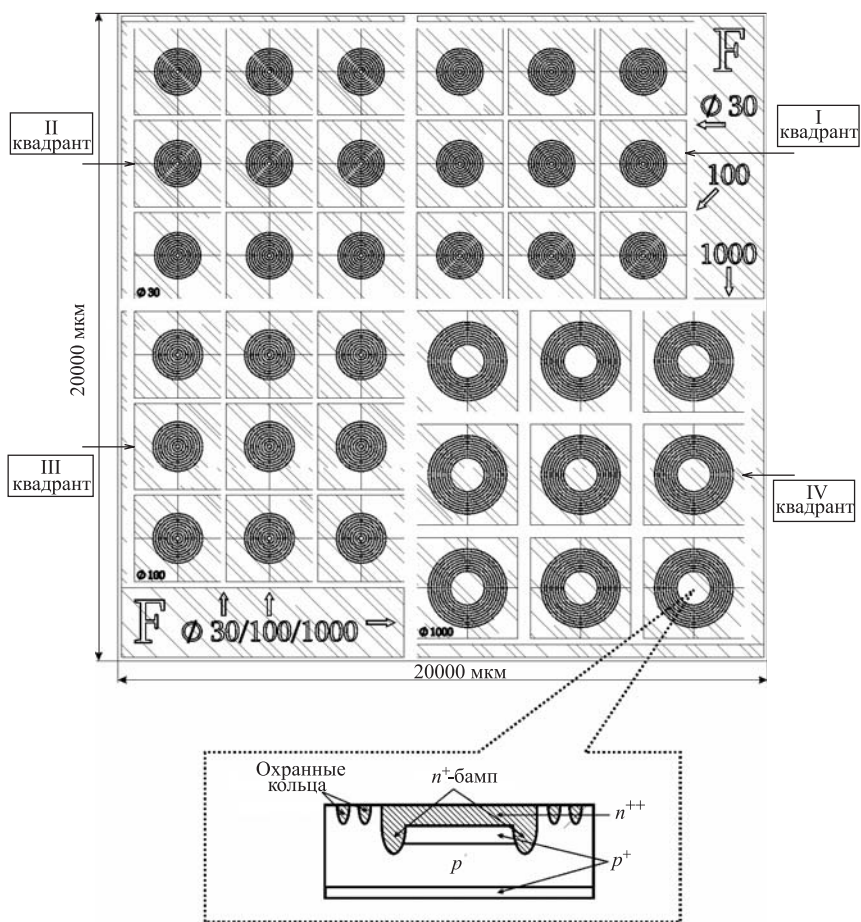 F
Ø 30
100
1000
I
квадрант
II
квадрант
Ø 30
20000 мкм
III
квадрант
IV
квадрант
Ø 100
F
Ø 30/100/1000
Ø 1000
20000 мкм
Охранные
кольца
n⁺-бамп
n⁺⁺
p
p⁺